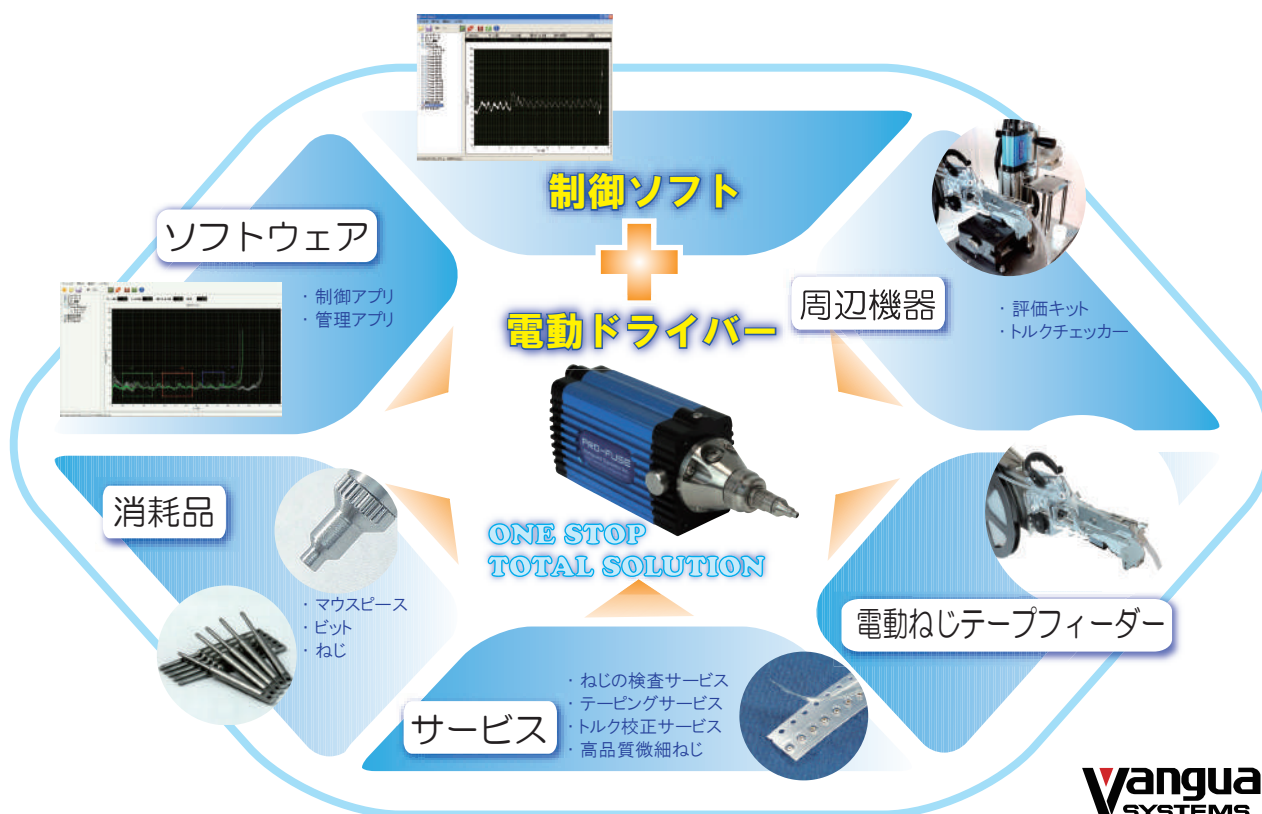 制御ソフト
電動ドライバー
ソフトウェア
・制御アプリ
・管理アプリ
周辺機器
・評価キット
・トルクチェッカー
PRO-FUSE
ONE STOP
TOTAL SOLUTION
消耗品
・マウスピース
・ビット
・ねじ
電動ねじテープフィーダー
サービス
・ねじの検査サービス
・テーピングサービス
・トルク校正サービス
・高品質微細ねじ
Vangua
SYSTEMS